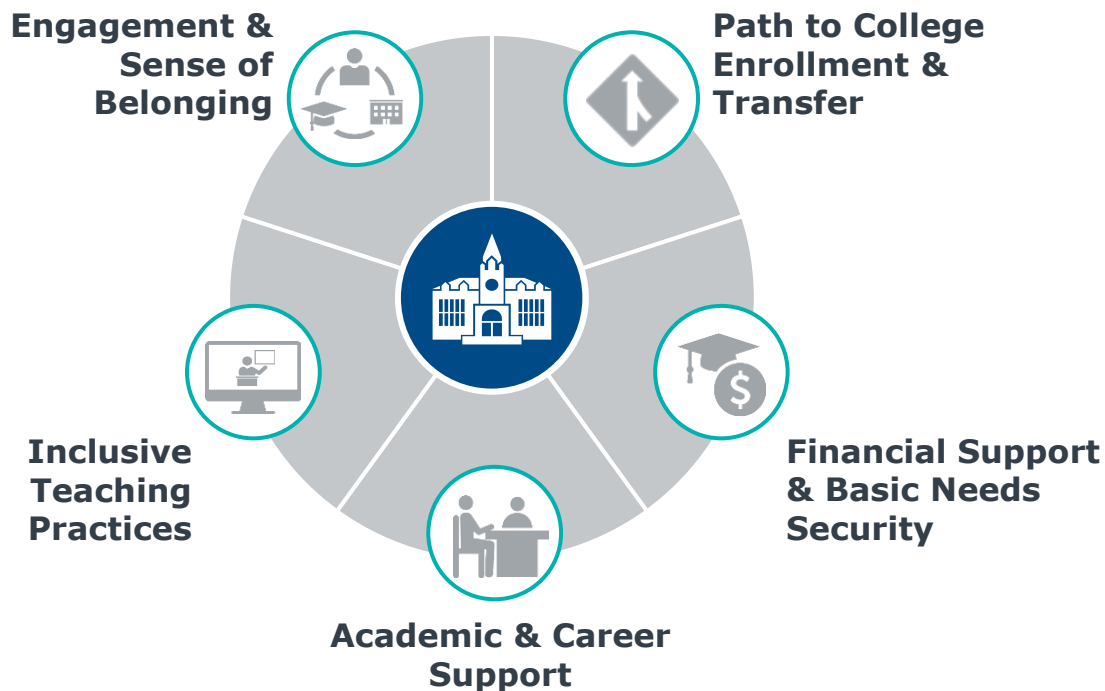 Engagement &
Sense of
Belonging
Path to College
Enrollment &
Transfer
Inclusive
Teaching
Practices
Financial Support
& Basic Needs
Security
Academic & Career
Support
$